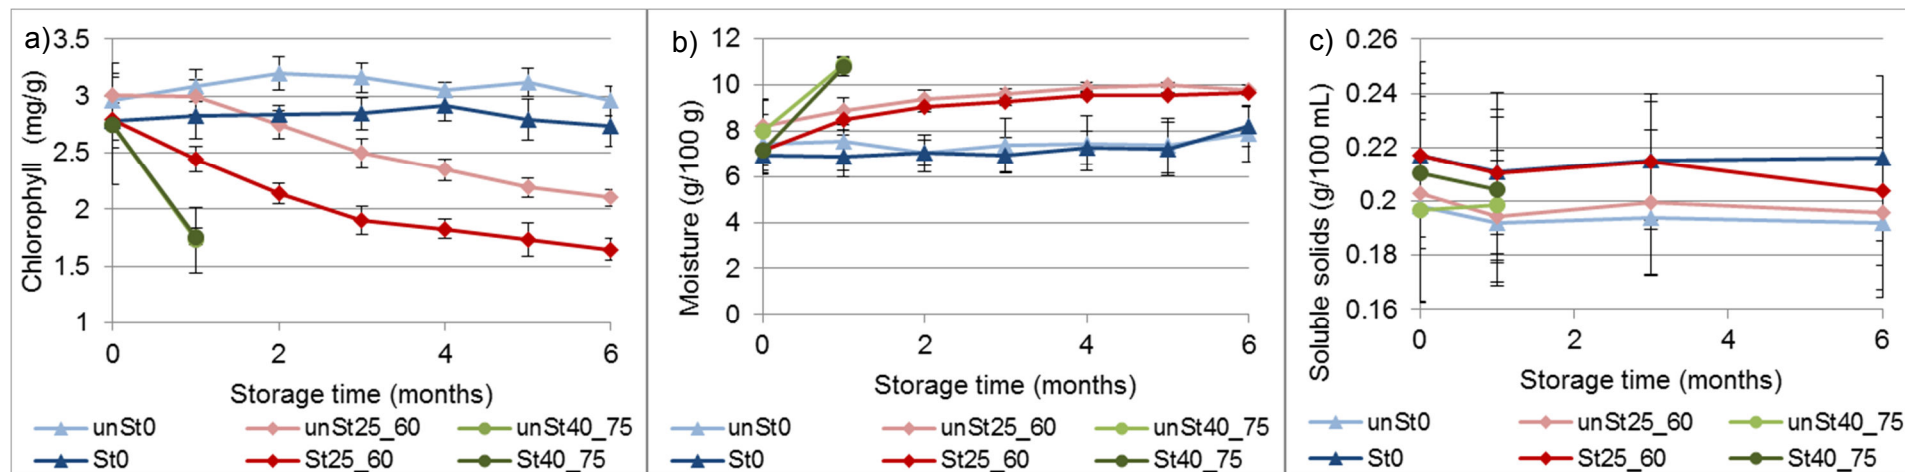 a)
3.5
3
2.5
2
1.5
1
Chlorophyll (mg/g)
0 2 4 6
Storage time (months)
unSt0 unSt25_60 unSt40_75
St0 St25_60 St40_75
b)
12
10
8
6
4
2
0
Moisture (g/100 g)
0 2 4 6
Storage time (months)
unSt0 unSt25_60 unSt40_75
St0 St25_60 St40_75
c)
0.26
0.24
0.22
0.2
0.18
0.16
Soluble solids (g/100 mL)
0 2 4 6
Storage time (months)
unSt0 unSt25_60 unSt40_75
St0 St25_60 St40_75